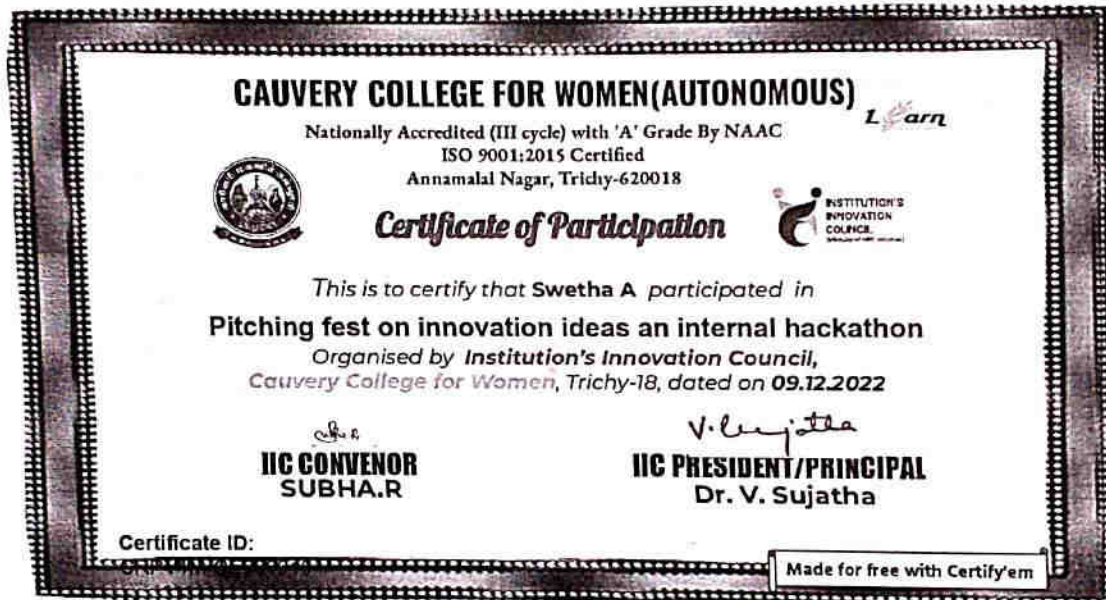 CAUVERY COLLEGE FOR WOMEN(AUTONOMOUS)
L arn
Nationally Accredited (III cycle) with 'A' Grade By NAAC
ISO 9001:2015 Certified
Annamalai Nagar, Trichy-620018
Certificate of Participation
INSTITUTION'S
INNOVATION
COUNCIL
This is to certify that Swetha A participated in
Pitching fest on innovation ideas an internal hackathon
Organised by Institution's Innovation Council,
Cauvery College for Women, Trichy-18, dated on 09.12.2022
V. Sujatha
IIC CONVENOR
IIC PRESIDENT/PRINCIPAL
SUBHA.R
Dr. V. Sujatha
Certificate ID:
Made for free with Certify'em